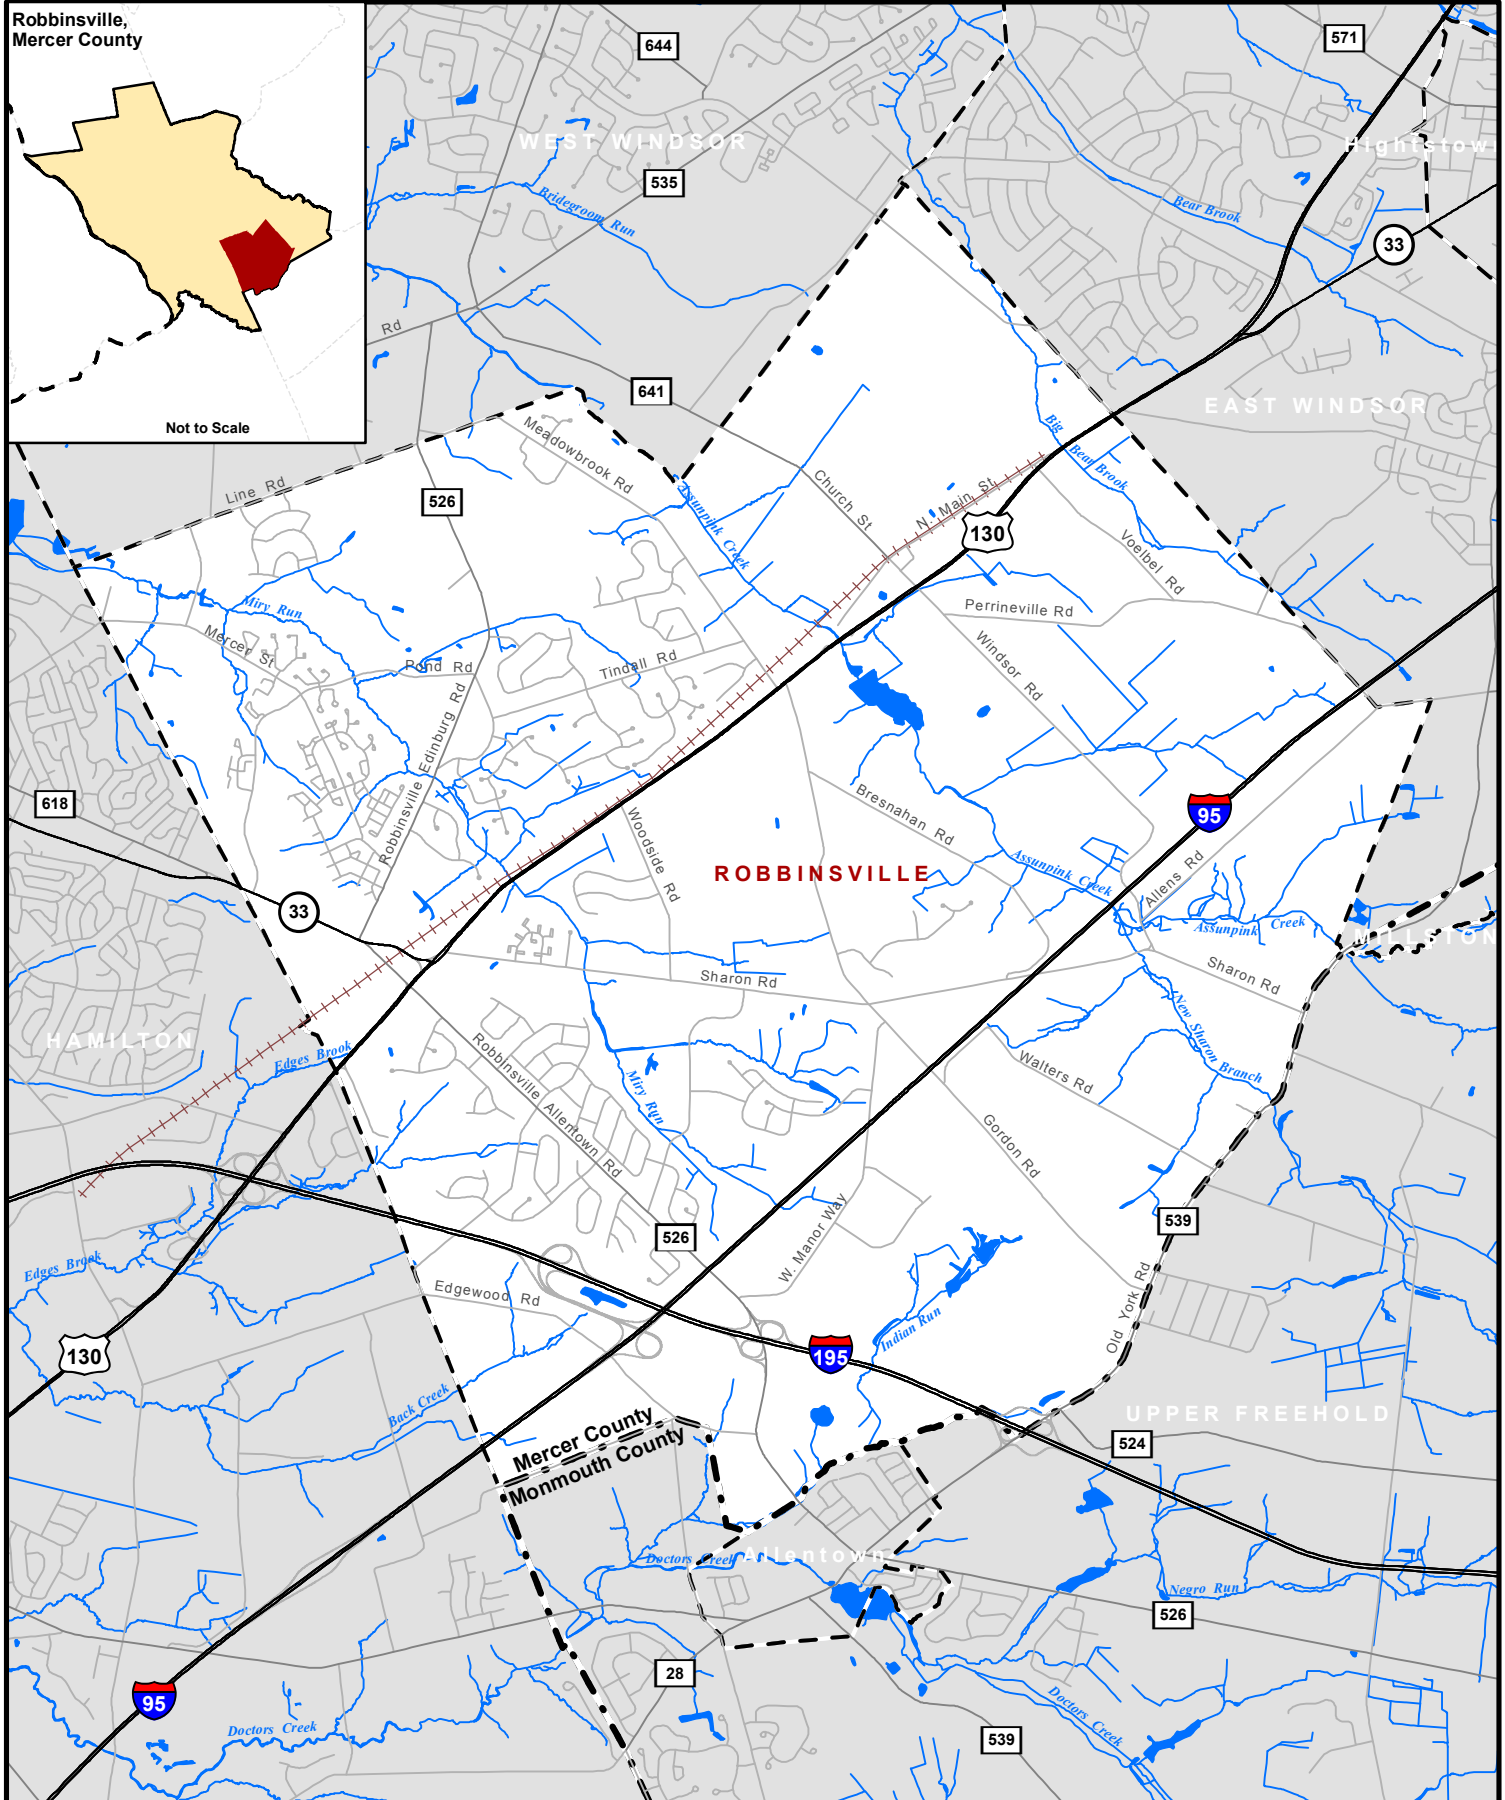 Robbinsville,
Mercer County
Not to Scale
644
571
WEST WINDSOR
Hightstow
535
Bridegroom Run
Bear Brook
33
Rd
641
EAST WINDSOR
Meadowbrook Rd
Big
Bear Brook
Line Rd
526
Church St
N. Main St
Assunpink Creek
130
Voelbel Rd
Miry Run
Perrineville Rd
Mercer St
Pond Rd
Tindall Rd
Windsor Rd
Robbinsville Edinburg Rd
618
Woodside Rd
Bresnahan Rd
95
ROBBINSVILLE
Assunpink Creek
Allens Rd
33
Assunpink Creek
MILLSTON
Sharon Rd
Sharon Rd
HAMILTON
Edges Brook
New Sharon Branch
Robbinsville Allentown Rd
Miry Run
Walters Rd
Gordon Rd
539
526
W. Manor Way
Edges Brook
Edgewood Rd
Old York Rd
Indian Run
130
195
Back Creek
Mercer County
Monmouth County
UPPER FREEHOLD
524
Doctors Creek
Allentown
Negro Run
526
28
95
Doctors Creek
Doctors Creek
539